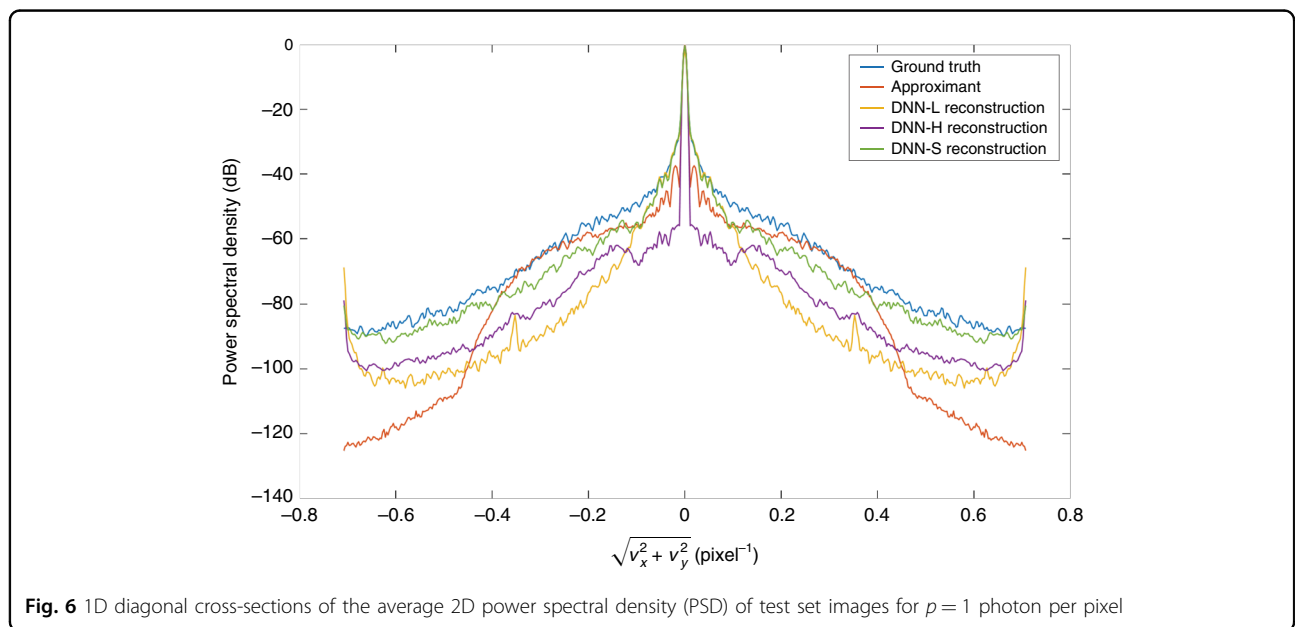 0
−20
−40
−60
−80
−100
−120
−140
Power spectral density (dB)
−0.8
−0.6
−0.4
−0.2
0
0.2
0.4
0.6
0.8
√(v_x^2 + v_y^2) (pixel⁻¹)
Ground truth
Approximant
DNN-L reconstruction
DNN-H reconstruction
DNN-S reconstruction
Fig. 6 1D diagonal cross-sections of the average 2D power spectral density (PSD) of test set images for p = 1 photon per pixel